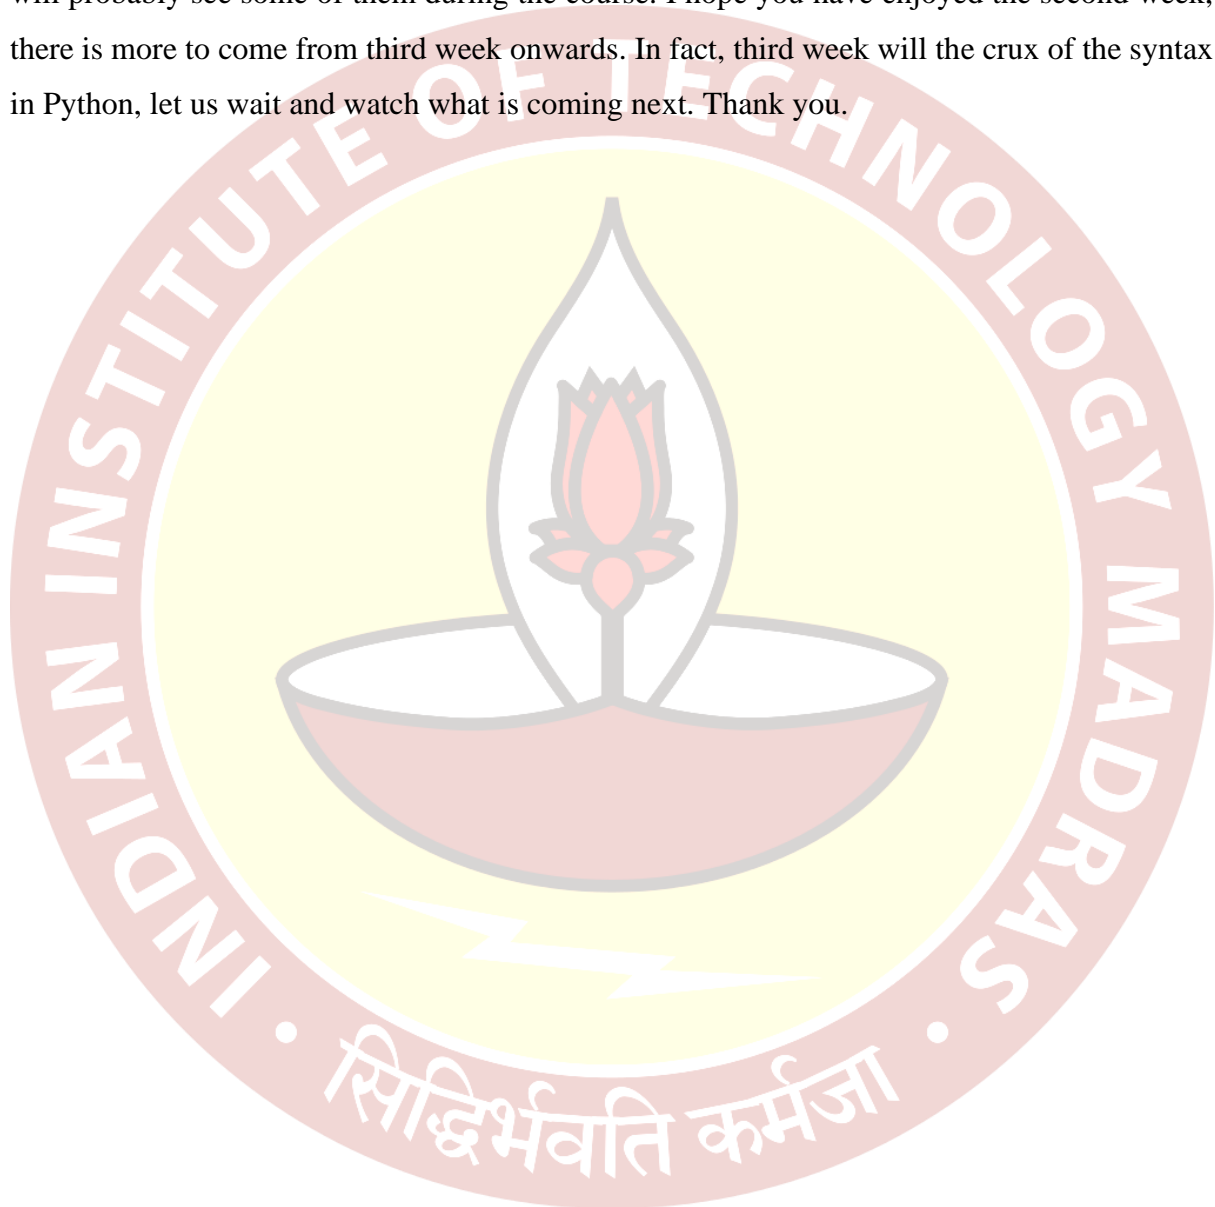 will probably see some of them during the course. I hope you have enjoyed the second week,
there is more to come from third week onwards. In fact, third week will the crux of the syntax
in Python, let us wait and watch what is coming next. Thank you.
INDIAN INSTITUTE OF TECHNOLOGY MADRAS
सिद्धिर्भवति कर्मजा